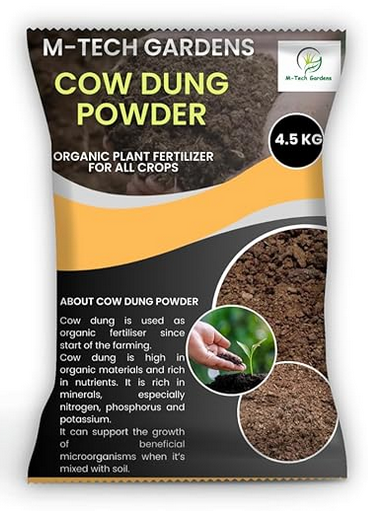 M-TECH GARDENS
M-Tech Gardens
COW DUNG
POWDER
4.5 KG
ORGANIC PLANT FERTILIZER
FOR ALL CROPS
ABOUT COW DUNG POWDER
Cow dung is used as
organic fertiliser since
start of the farming.
Cow dung is high in
organic materials and rich
in nutrients. It is rich in
minerals, especially
nitrogen, phosphorus and
potassium.
It can support the growth
of beneficial
microorganisms when it's
mixed with soil.